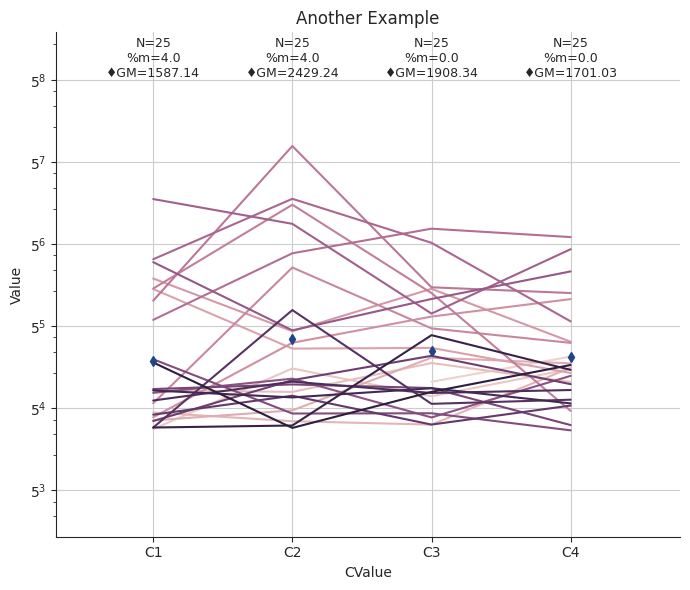 Another Example
N=25 N=25 N=25 N=25
%m=4.0 %m=4.0 %m=0.0 %m=0.0
♦GM=1587.14 ♦GM=2429.24 ♦GM=1908.34 ♦GM=1701.03
5⁸
5⁷
5⁶
5⁵
5⁴
5³
Value
C1 C2 C3 C4
CValue